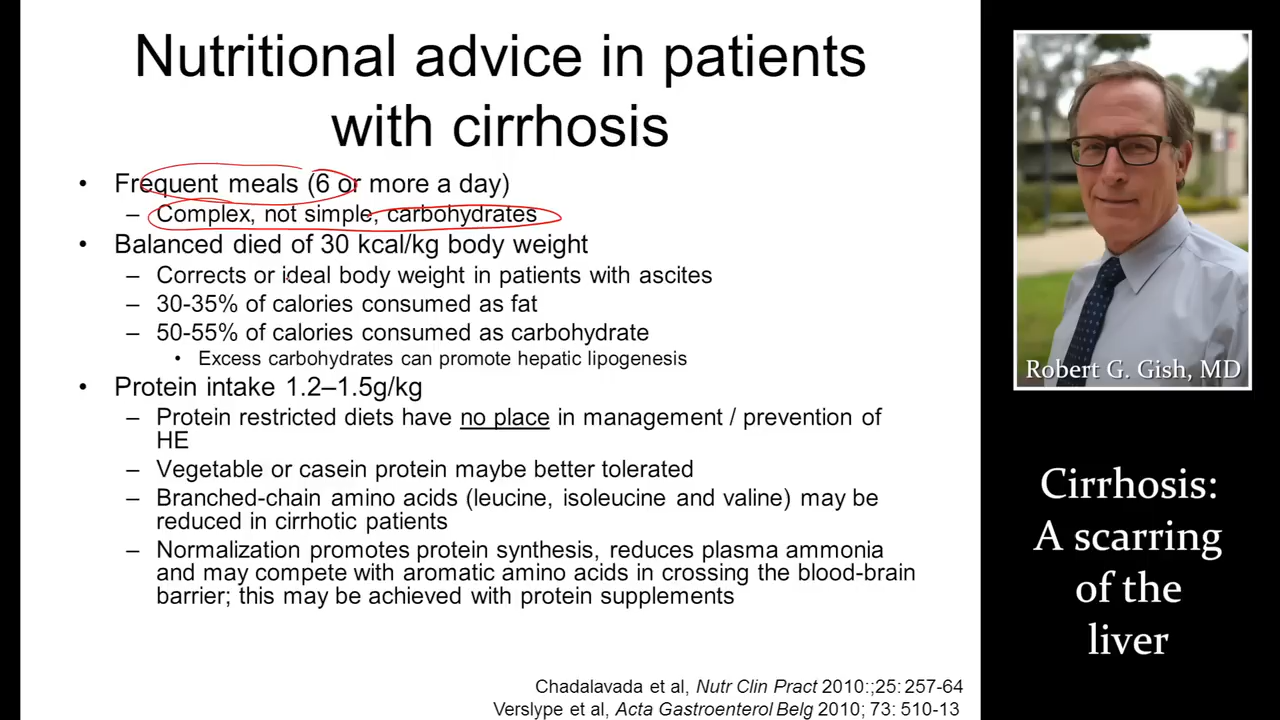 Nutritional advice in patients
with cirrhosis
• Frequent meals (6 or more a day)
– Complex, not simple, carbohydrates
• Balanced died of 30 kcal/kg body weight
– Corrects or ideal body weight in patients with ascites
– 30-35% of calories consumed as fat
– 50-55% of calories consumed as carbohydrate
• Excess carbohydrates can promote hepatic lipogenesis
• Protein intake 1.2–1.5g/kg
– Protein restricted diets have no place in management / prevention of
HE
– Vegetable or casein protein maybe better tolerated
– Branched-chain amino acids (leucine, isoleucine and valine) may be
reduced in cirrhotic patients
– Normalization promotes protein synthesis, reduces plasma ammonia
and may compete with aromatic amino acids in crossing the blood-brain
barrier; this may be achieved with protein supplements
Chadalavada et al, Nutr Clin Pract 2010:;25: 257-64
Verslype et al, Acta Gastroenterol Belg 2010; 73: 510-13
Robert G. Gish, MD
Cirrhosis:
A scarring
of the
liver